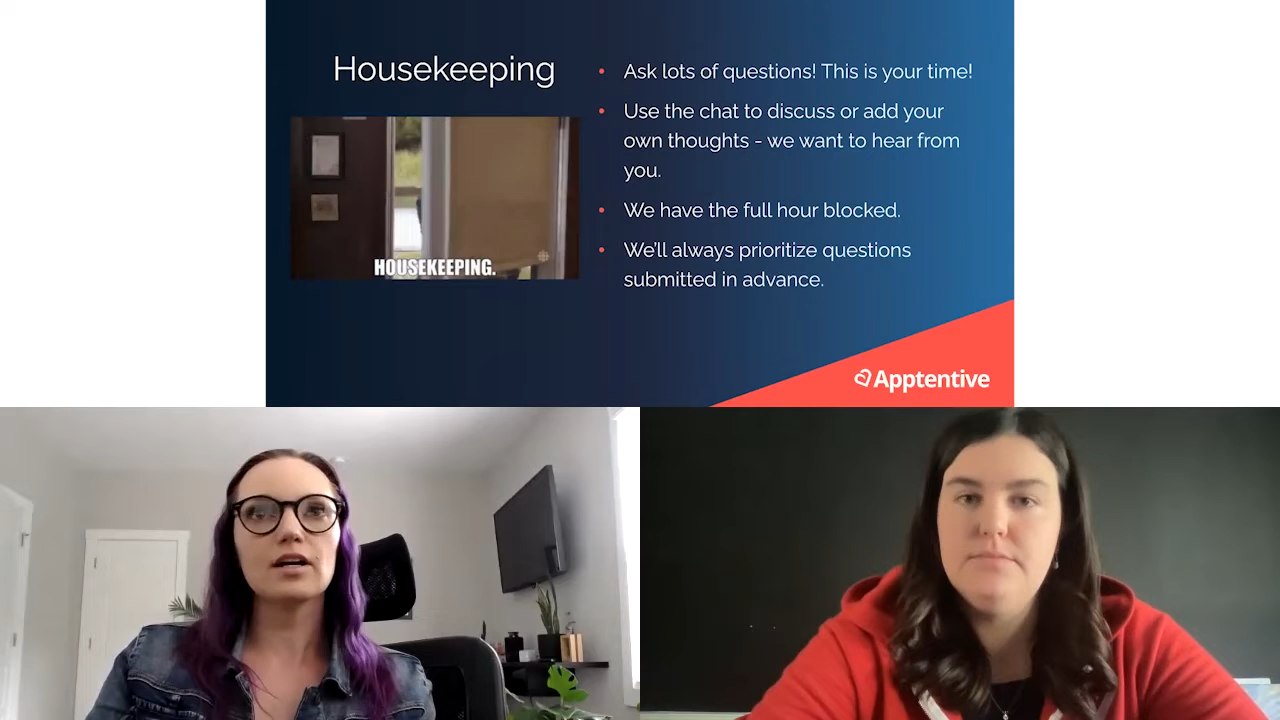 Housekeeping
HOUSEKEEPING.
• Ask lots of questions! This is your time!
• Use the chat to discuss or add your
own thoughts - we want to hear from
you.
• We have the full hour blocked.
• We'll always prioritize questions
submitted in advance.
Apptentive